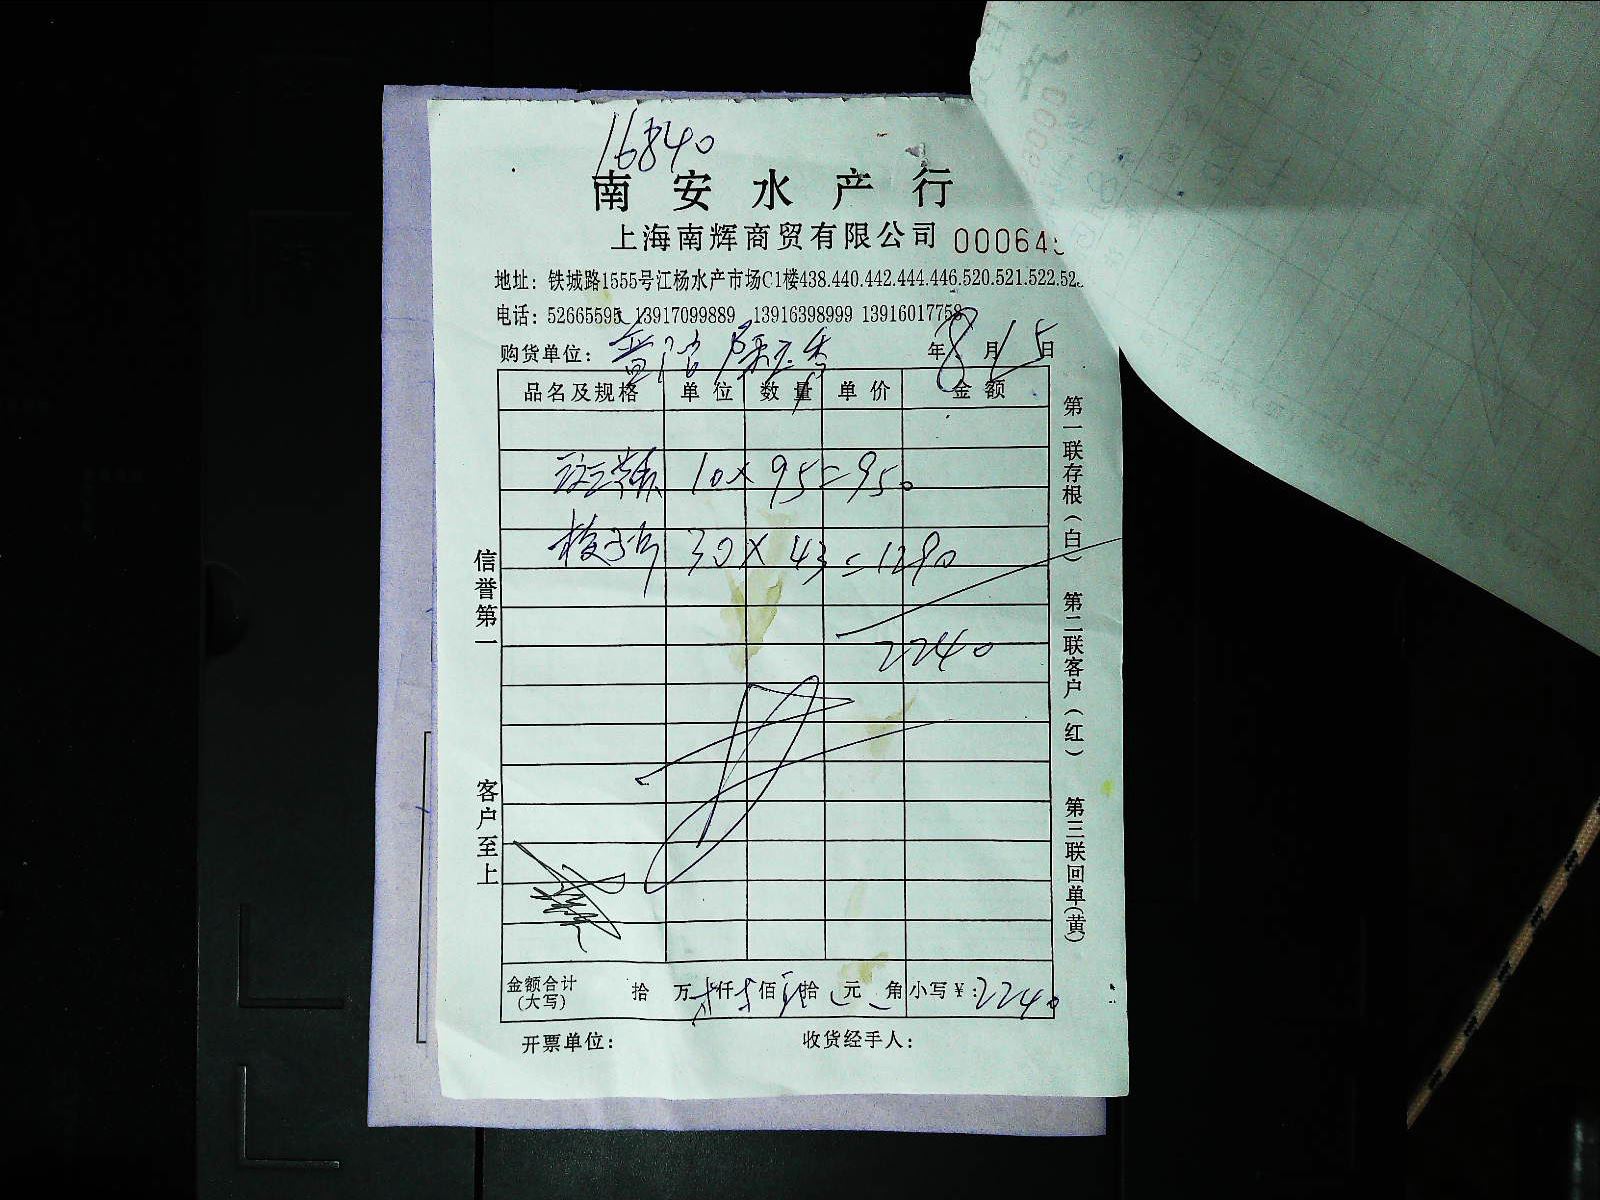 16840
南安水产行
上海南辉商贸有限公司 000645
地址：铁城路1555号江杨水产市场C1楼438.440.442.444.446.520.521.522.523
电话：52665595 13917099889 13916398999 13916017758
购货单位： 年 8 月 15 日
品名及规格 单位 数量 单价 金额
10 × 95 = 950
30 × 43 = 1290
2240
金额合计(大写) 拾 万 仟 佰 拾 元 角 小写￥：2240
开票单位： 收货经手人：
信誉第一 客户至上
第一联存根（白） 第二联客户（红） 第三联回单(黄)